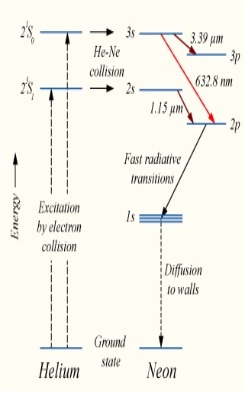 2¹S₀
3s
3.39 µm
3p
He-Ne
collision
632.8 nm
2¹S₁
2s
1.15 µm
2p
Fast radiative
transitions
Energy
1s
Excitation
by electron
collision
Diffusion
to walls
Ground
state
Helium
Neon